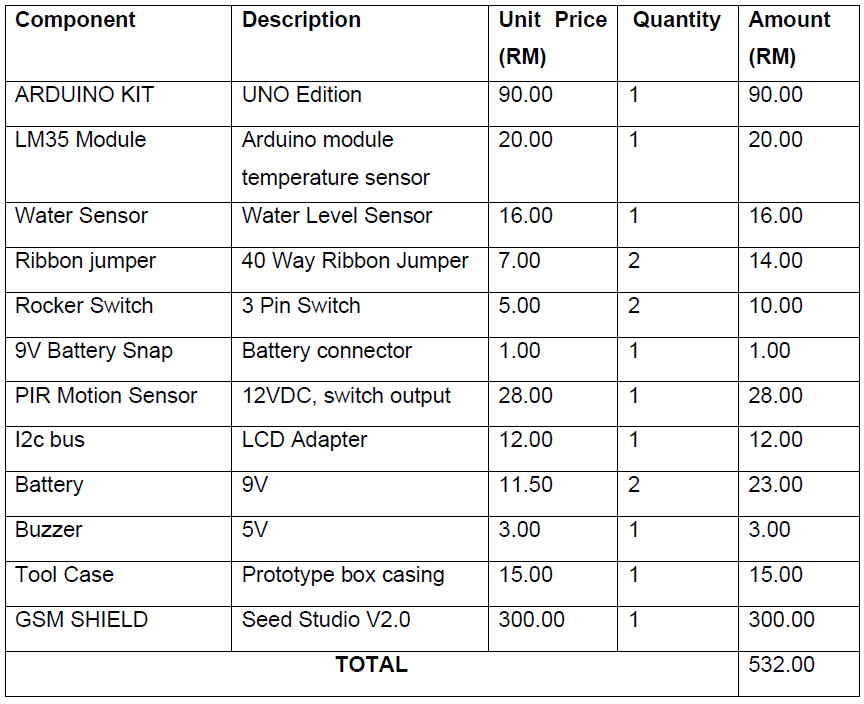 Component Description Unit Price (RM) Quantity Amount (RM)
ARDUINO KIT UNO Edition 90.00 1 90.00
LM35 Module Arduino module temperature sensor 20.00 1 20.00
Water Sensor Water Level Sensor 16.00 1 16.00
Ribbon jumper 40 Way Ribbon Jumper 7.00 2 14.00
Rocker Switch 3 Pin Switch 5.00 2 10.00
9V Battery Snap Battery connector 1.00 1 1.00
PIR Motion Sensor 12VDC, switch output 28.00 1 28.00
I2c bus LCD Adapter 12.00 1 12.00
Battery 9V 11.50 2 23.00
Buzzer 5V 3.00 1 3.00
Tool Case Prototype box casing 15.00 1 15.00
GSM SHIELD Seed Studio V2.0 300.00 1 300.00
TOTAL 532.00